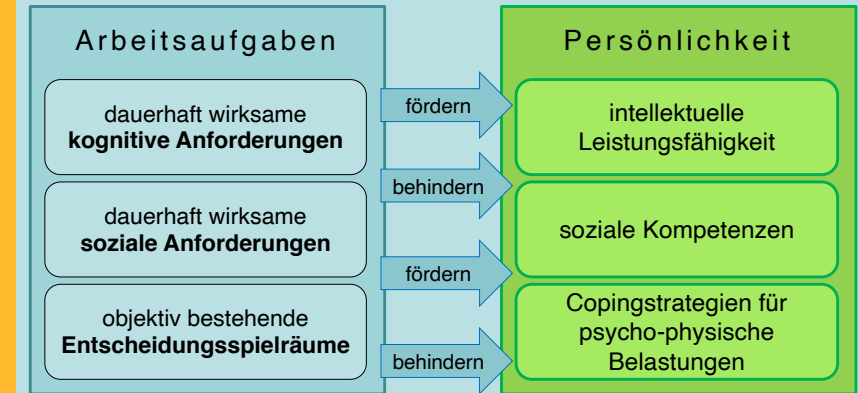 Arbeitsaufgaben
dauerhaft wirksame
kognitive Anforderungen
dauerhaft wirksame
soziale Anforderungen
objektiv bestehende
Entscheidungsspielräume
fördern
behindern
fördern
behindern
Persönlichkeit
intellektuelle
Leistungsfähigkeit
soziale Kompetenzen
Copingstrategien für
psycho-physische
Belastungen